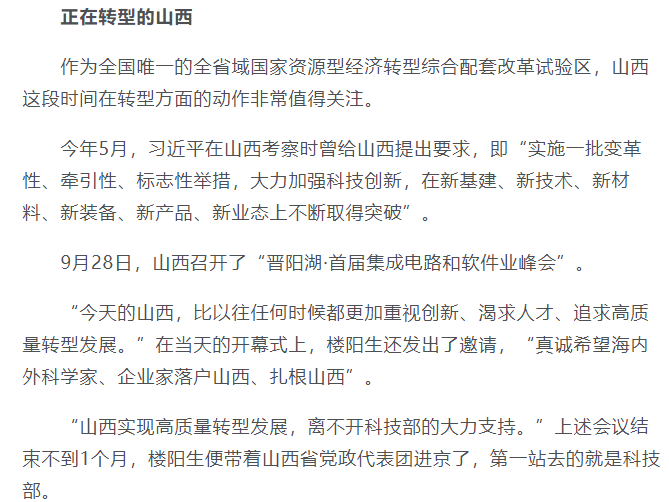 正在转型的山西
作为全国唯一的全省域国家资源型经济转型综合配套改革试验区，山西
这段时间在转型方面的动作非常值得关注。
今年5月，习近平在山西考察时曾给山西提出要求，即“实施一批变革
性、牵引性、标志性举措，大力加强科技创新，在新基建、新技术、新材
料、新装备、新产品、新业态上不断取得突破”。
9月28日，山西召开了“晋阳湖·首届集成电路和软件业峰会”。
“今天的山西，比以往任何时候都更加重视创新、渴求人才、追求高质
量转型发展。”在当天的开幕式上，楼阳生还发出了邀请，“真诚希望海内
外科学家、企业家落户山西、扎根山西”。
“山西实现高质量转型发展，离不开科技部的大力支持。”上述会议结
束不到1个月，楼阳生便带着山西省党政代表团进京了，第一站去的就是科技
部。